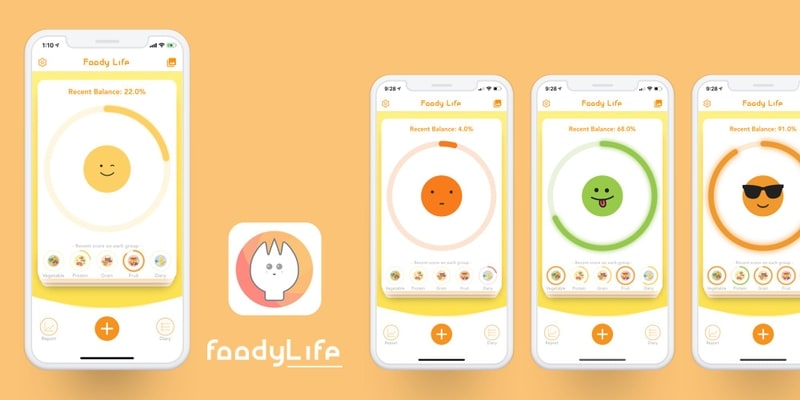 1:10
Foody Life
Recent Balance: 22.0%
- Recent score on each group -
Vegetable Protein Grain Fruit Dairy
Report Diary
foodyLife
9:28
Foody Life
Recent Balance: 4.0%
- Recent score on each group -
Vegetable Protein Grain Fruit Dairy
Report Diary
9:28
Foody Life
Recent Balance: 68.0%
- Recent score on each group -
Vegetable Protein Grain Fruit Dairy
Report Diary
9:28
Foody Life
Recent Balance: 91.0%
- Recent score on each group
Vegetable Protein Grain Fruit
Report